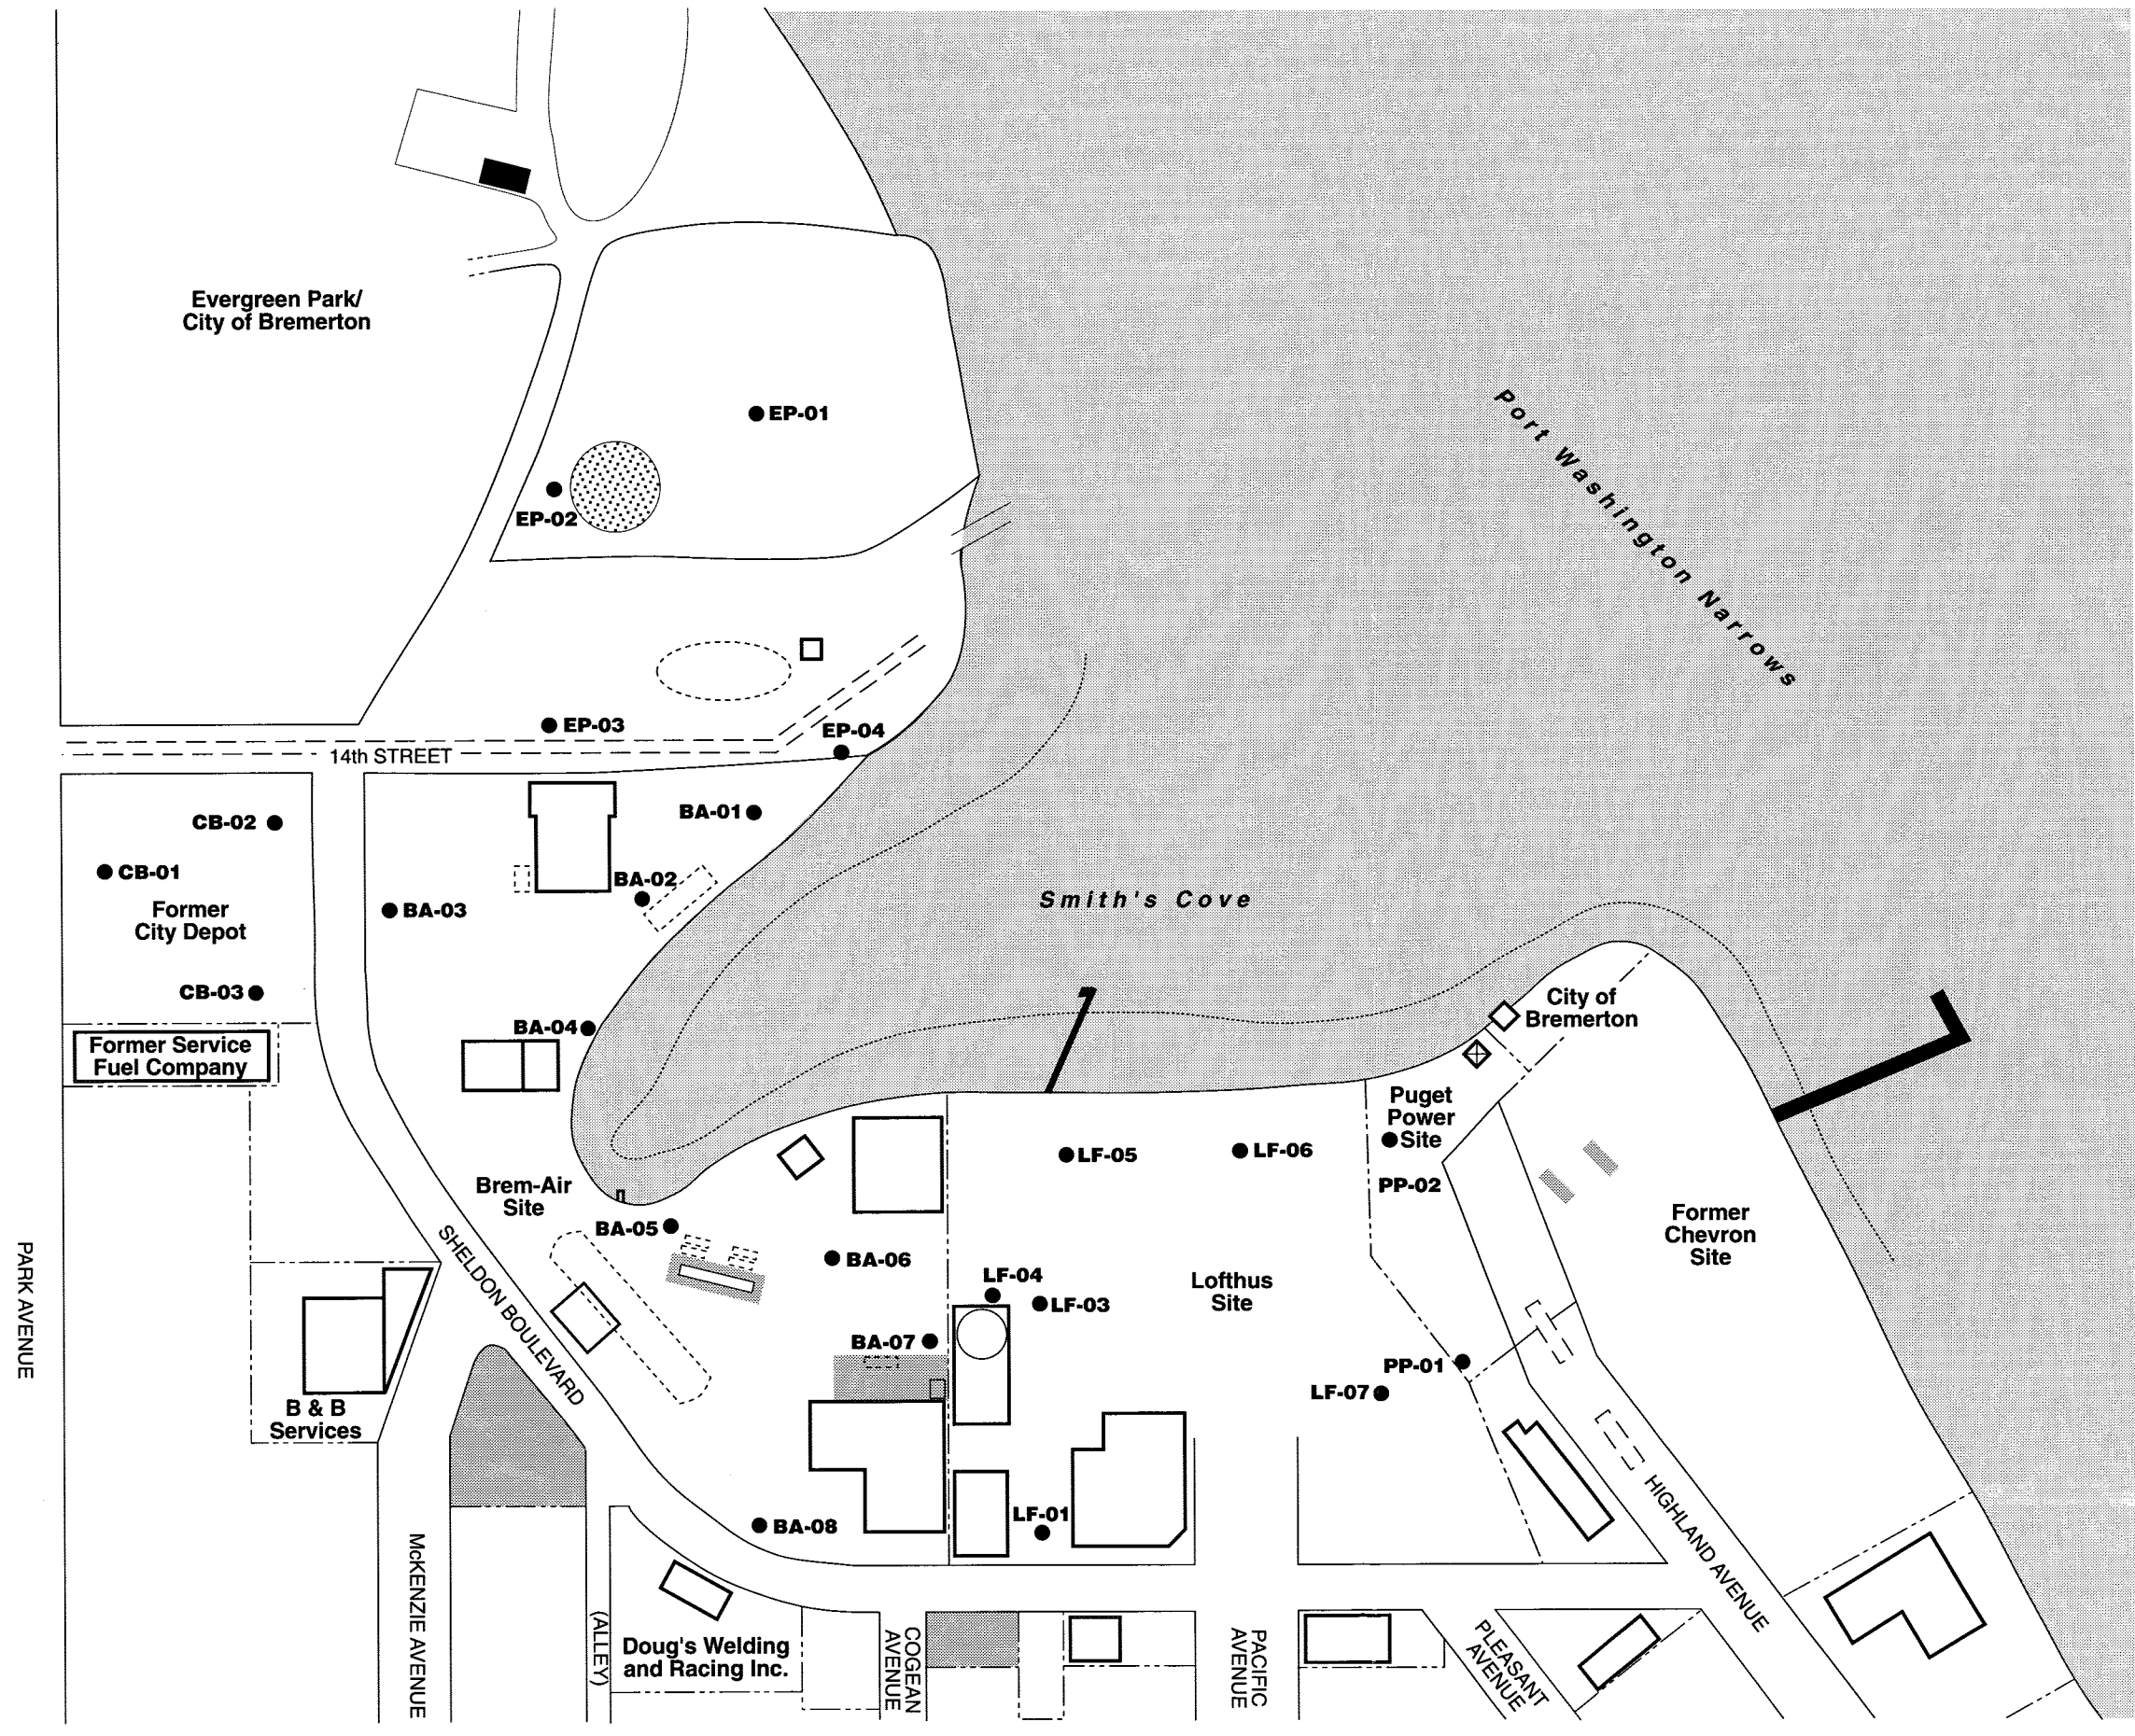 Evergreen Park/
City of Bremerton
EP-01
Port Washington Narrows
EP-02
EP-03
EP-04
14th STREET
BA-01
CB-02
CB-01
BA-02
BA-03
Former
City Depot
Smith's Cove
CB-03
City of
Bremerton
BA-04
Former Service
Fuel Company
Puget
Power
Site
LF-05
LF-06
PP-02
Brem-Air
Site
BA-05
Former
Chevron
Site
BA-06
LF-04
LF-03
Lofthus
Site
PARK AVENUE
SHELDON BOULEVARD
BA-07
PP-01
LF-07
B & B
Services
LF-01
BA-08
HIGHLAND AVENUE
McKENZIE AVENUE
(ALLEY)
Doug's Welding
and Racing Inc.
COGEAN
AVENUE
PACIFIC
AVENUE
PLEASANT
AVENUE